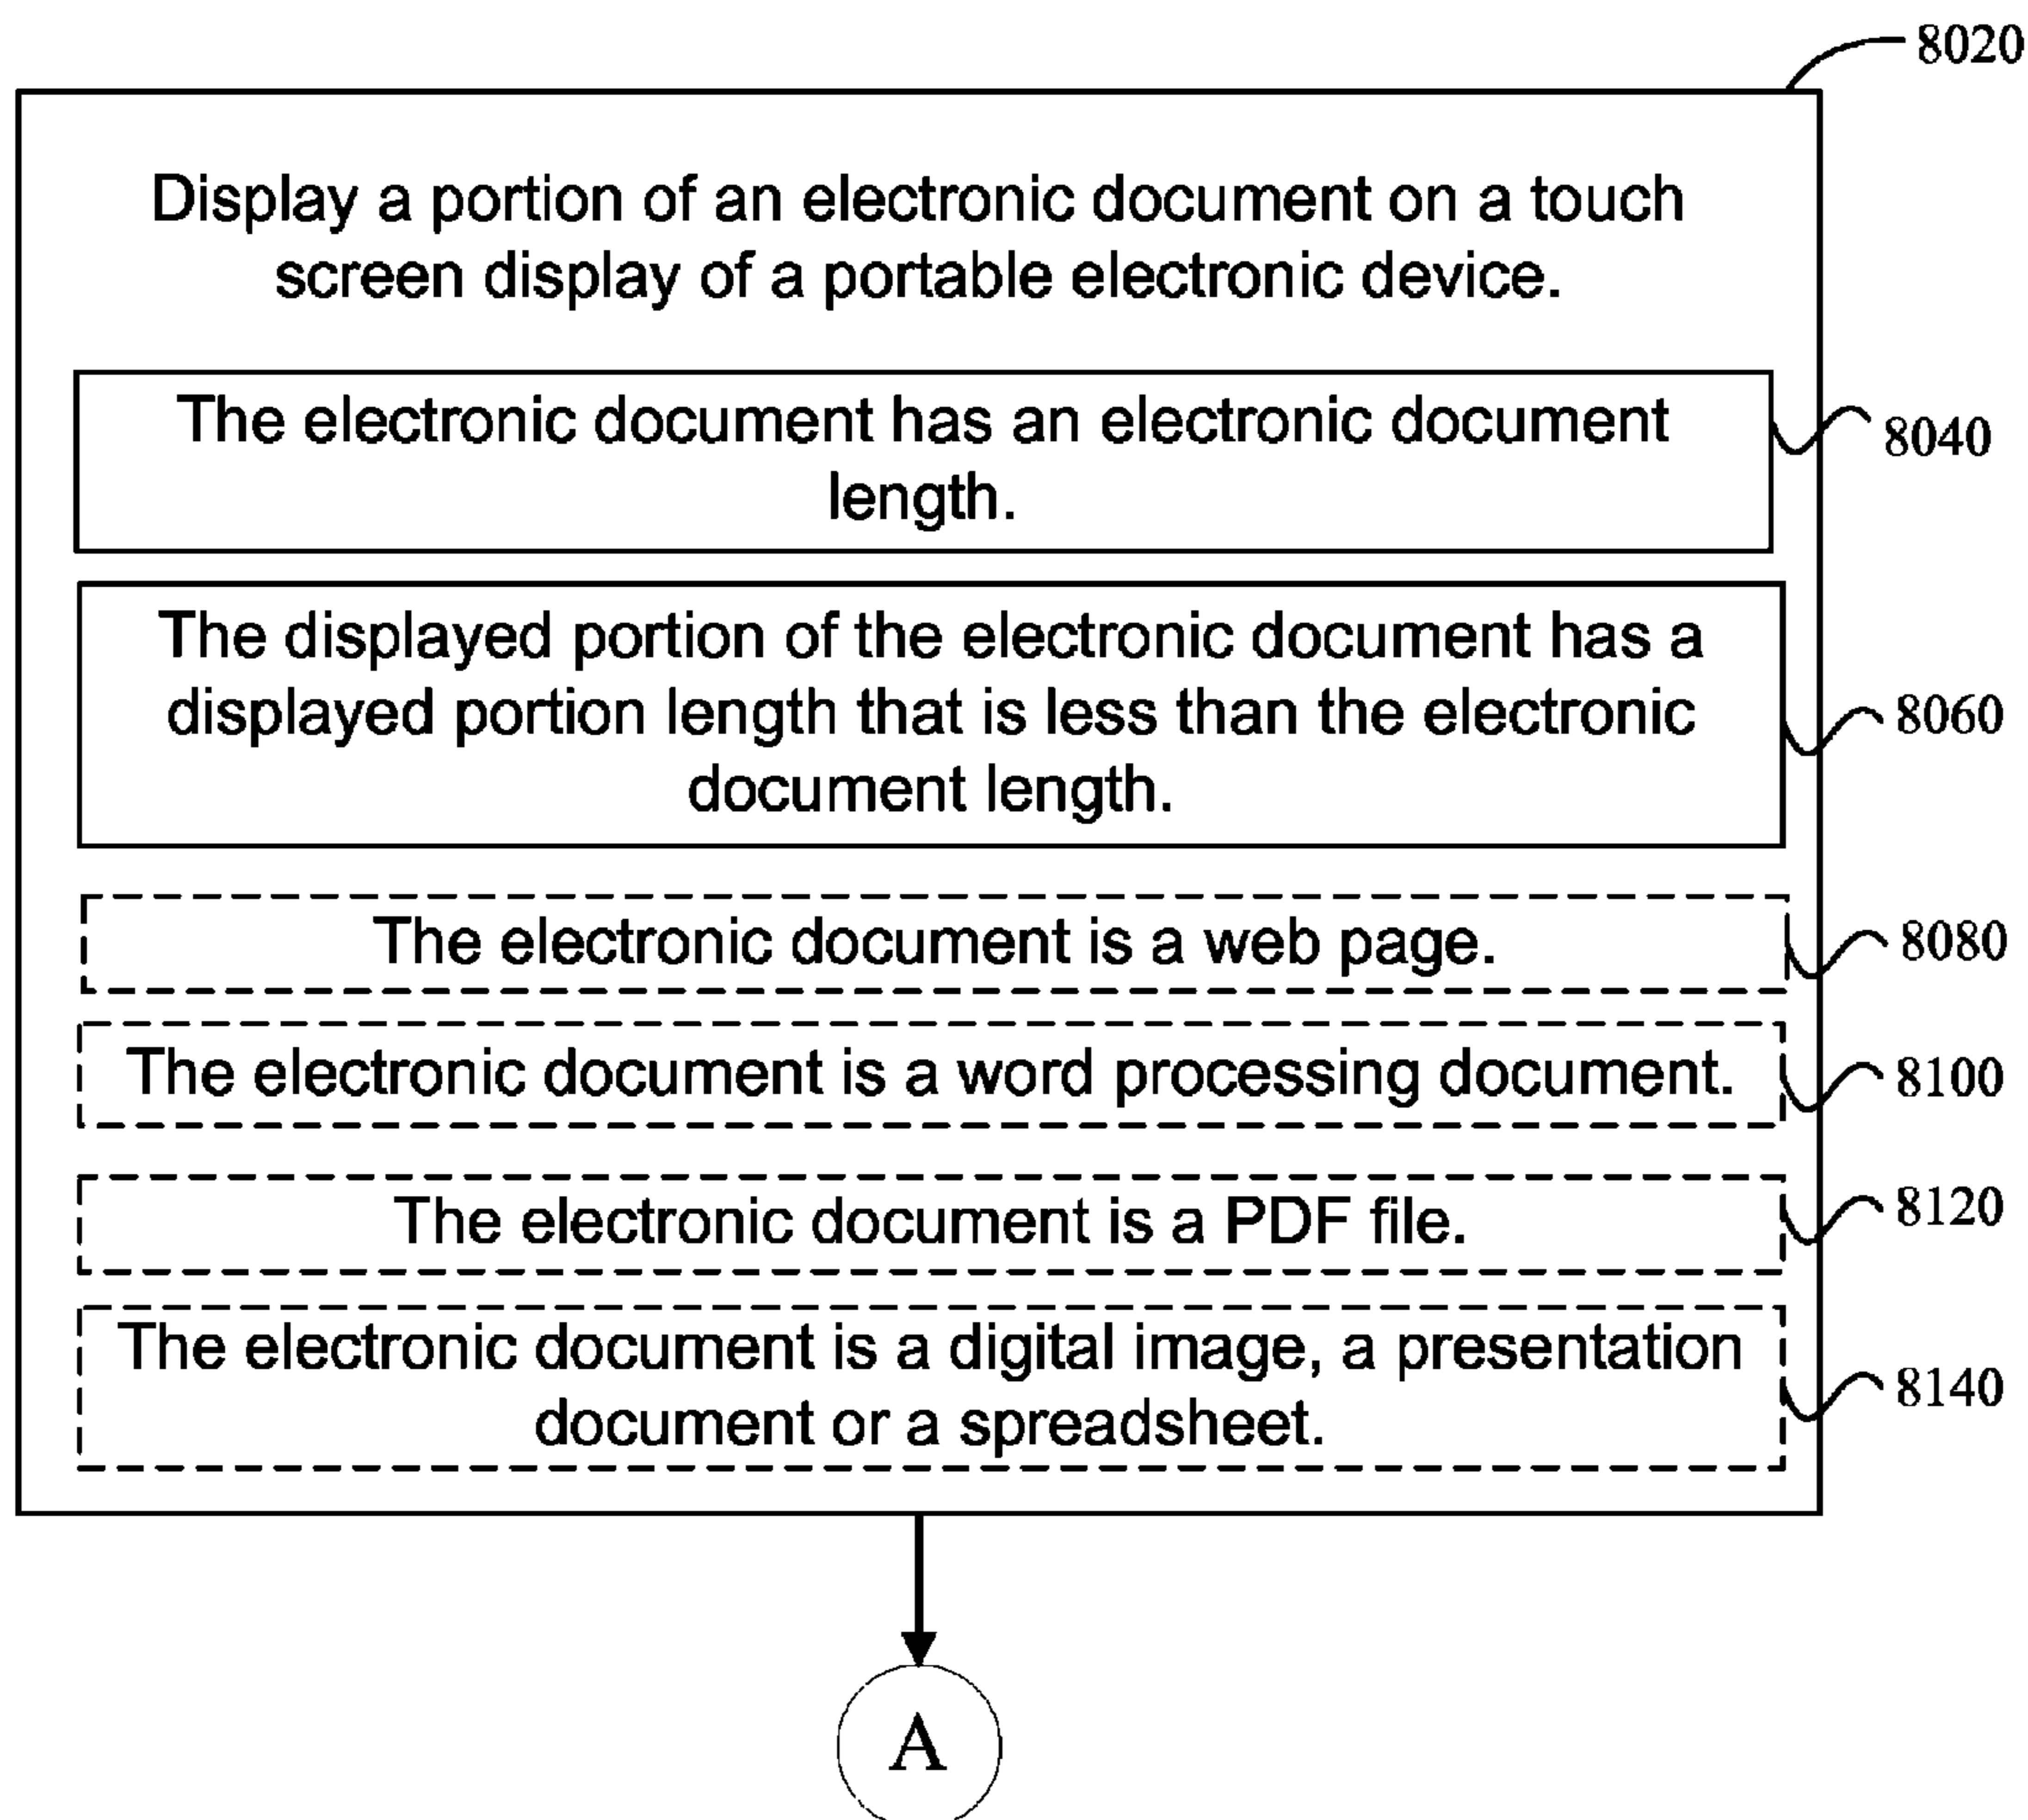 8020
Display a portion of an electronic document on a touch
screen display of a portable electronic device.
The electronic document has an electronic document
length.
8040
The displayed portion of the electronic document has a
displayed portion length that is less than the electronic
document length.
8060
The electronic document is a web page.
8080
The electronic document is a word processing document.
8100
The electronic document is a PDF file.
8120
The electronic document is a digital image, a presentation
document or a spreadsheet.
8140
A